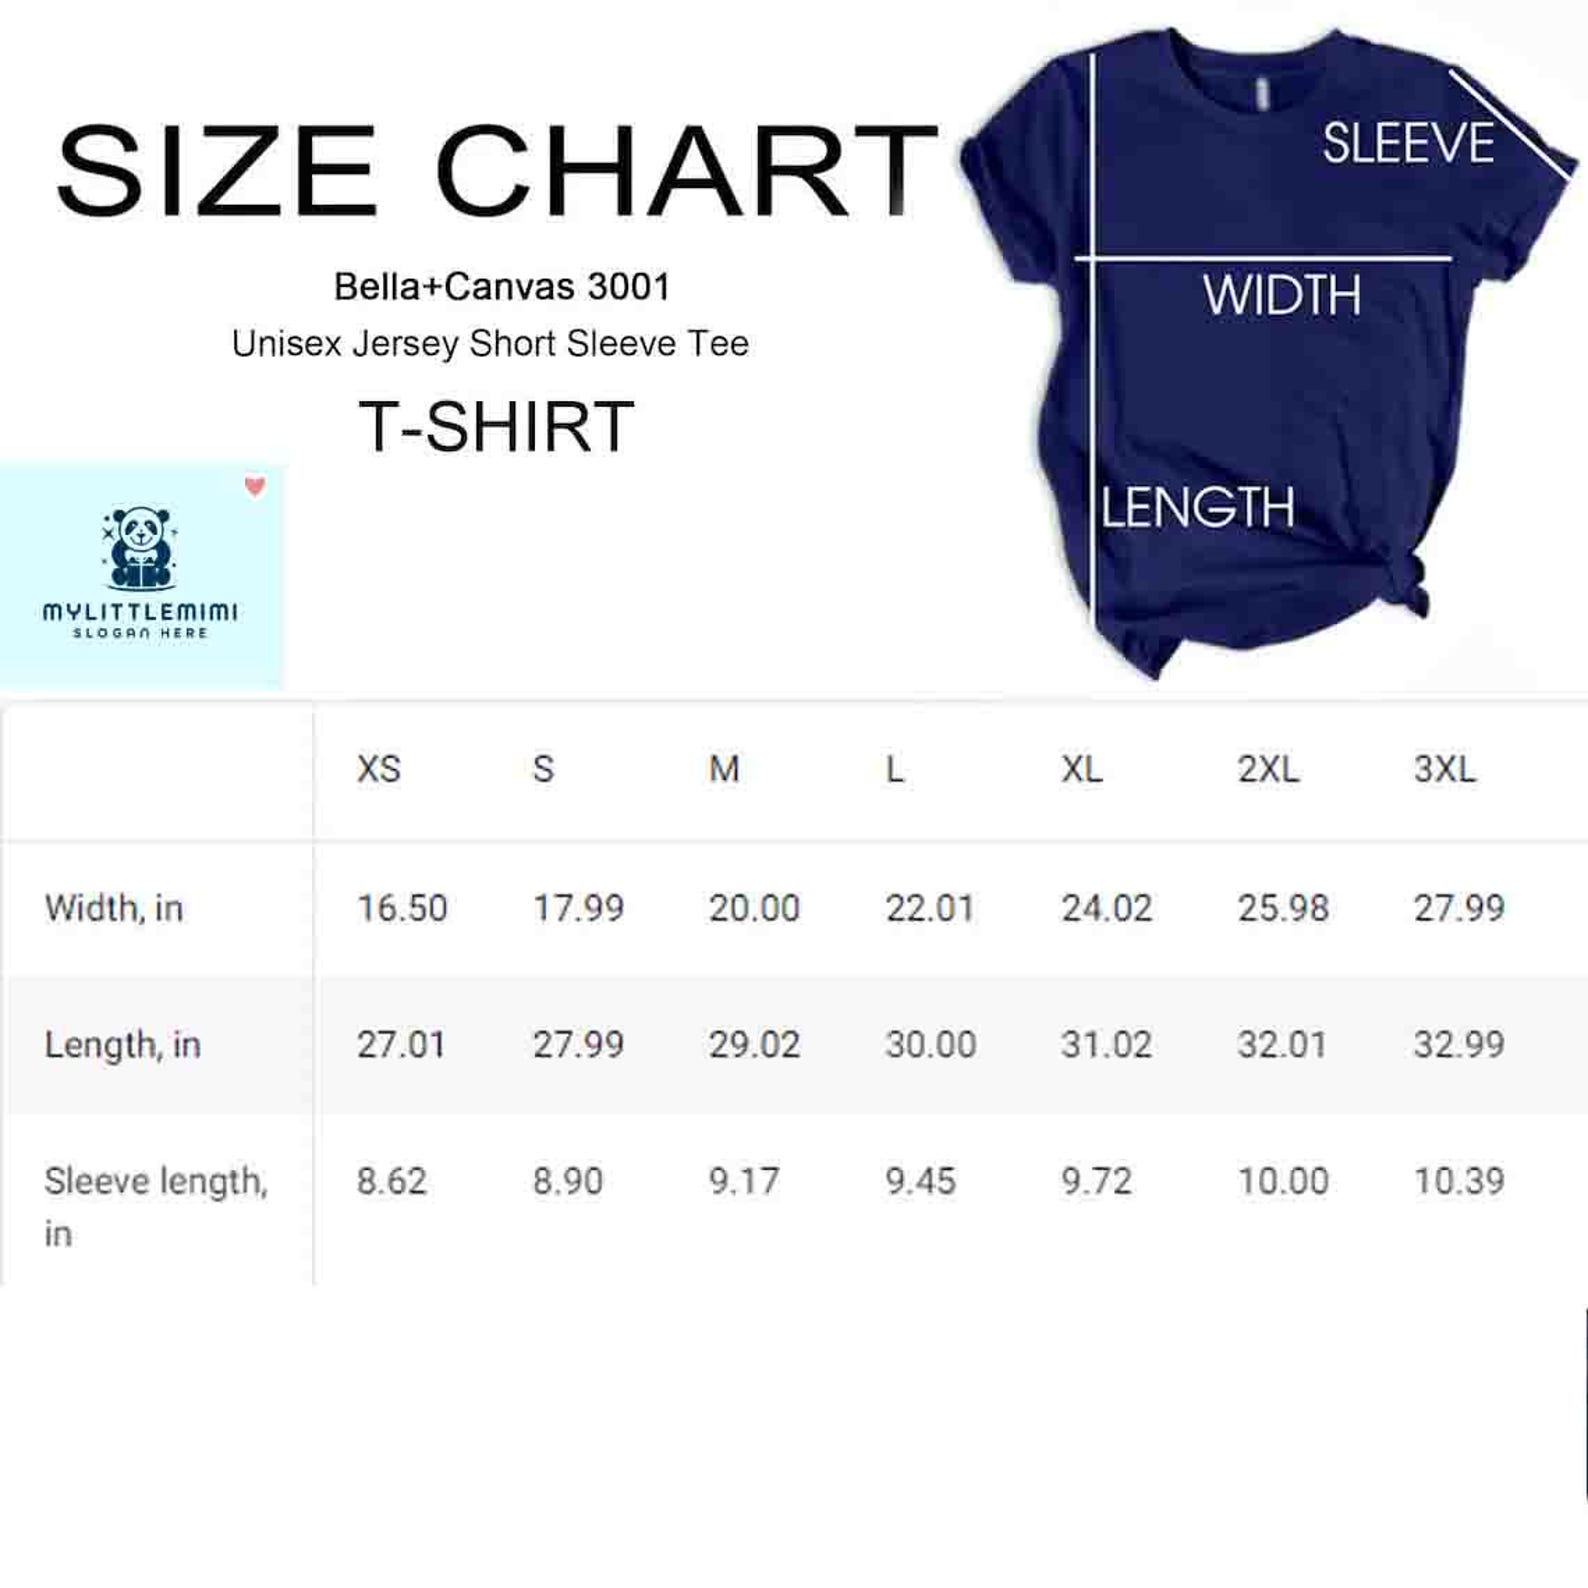 SIZE CHART
Bella+Canvas 3001
Unisex Jersey Short Sleeve Tee
T-SHIRT
SLEEVE
WIDTH
LENGTH
MYLITTLEMIMI
SLOGAN HERE
XS S M L XL 2XL 3XL
Width, in 16.50 17.99 20.00 22.01 24.02 25.98 27.99
Length, in 27.01 27.99 29.02 30.00 31.02 32.01 32.99
Sleeve length, 8.62 8.90 9.17 9.45 9.72 10.00 10.39
in